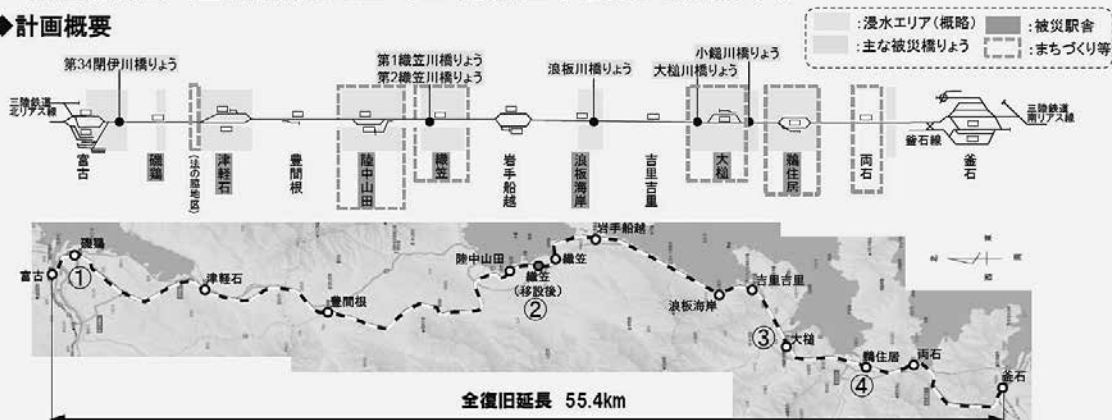 ◆計画概要
:浸水エリア(概略)
:被災駅舎
:主な被災橋りょう
:まちづくり等
第34閉伊川橋りょう
第1織笠川橋りょう
第2織笠川橋りょう
浪板川橋りょう
大槌川橋りょう
小鎚川橋りょう
三陸鉄道
北リアス線
三陸鉄道
南リアス線
釜石線
宮古
磯鶏
(法の脇地区)
津軽石
豊間根
陸中山田
織笠
岩手船越
浪板海岸
吉里吉里
大槌
鵜住居
両石
釜石
宮古
磯鶏
①
津軽石
豊間根
陸中山田
織笠
(移設後)
②
織笠
岩手船越
浪板海岸
吉里吉里
③
大槌
④
鵜住居
両石
釜石
北
東
西
南
全復旧延長 55.4km